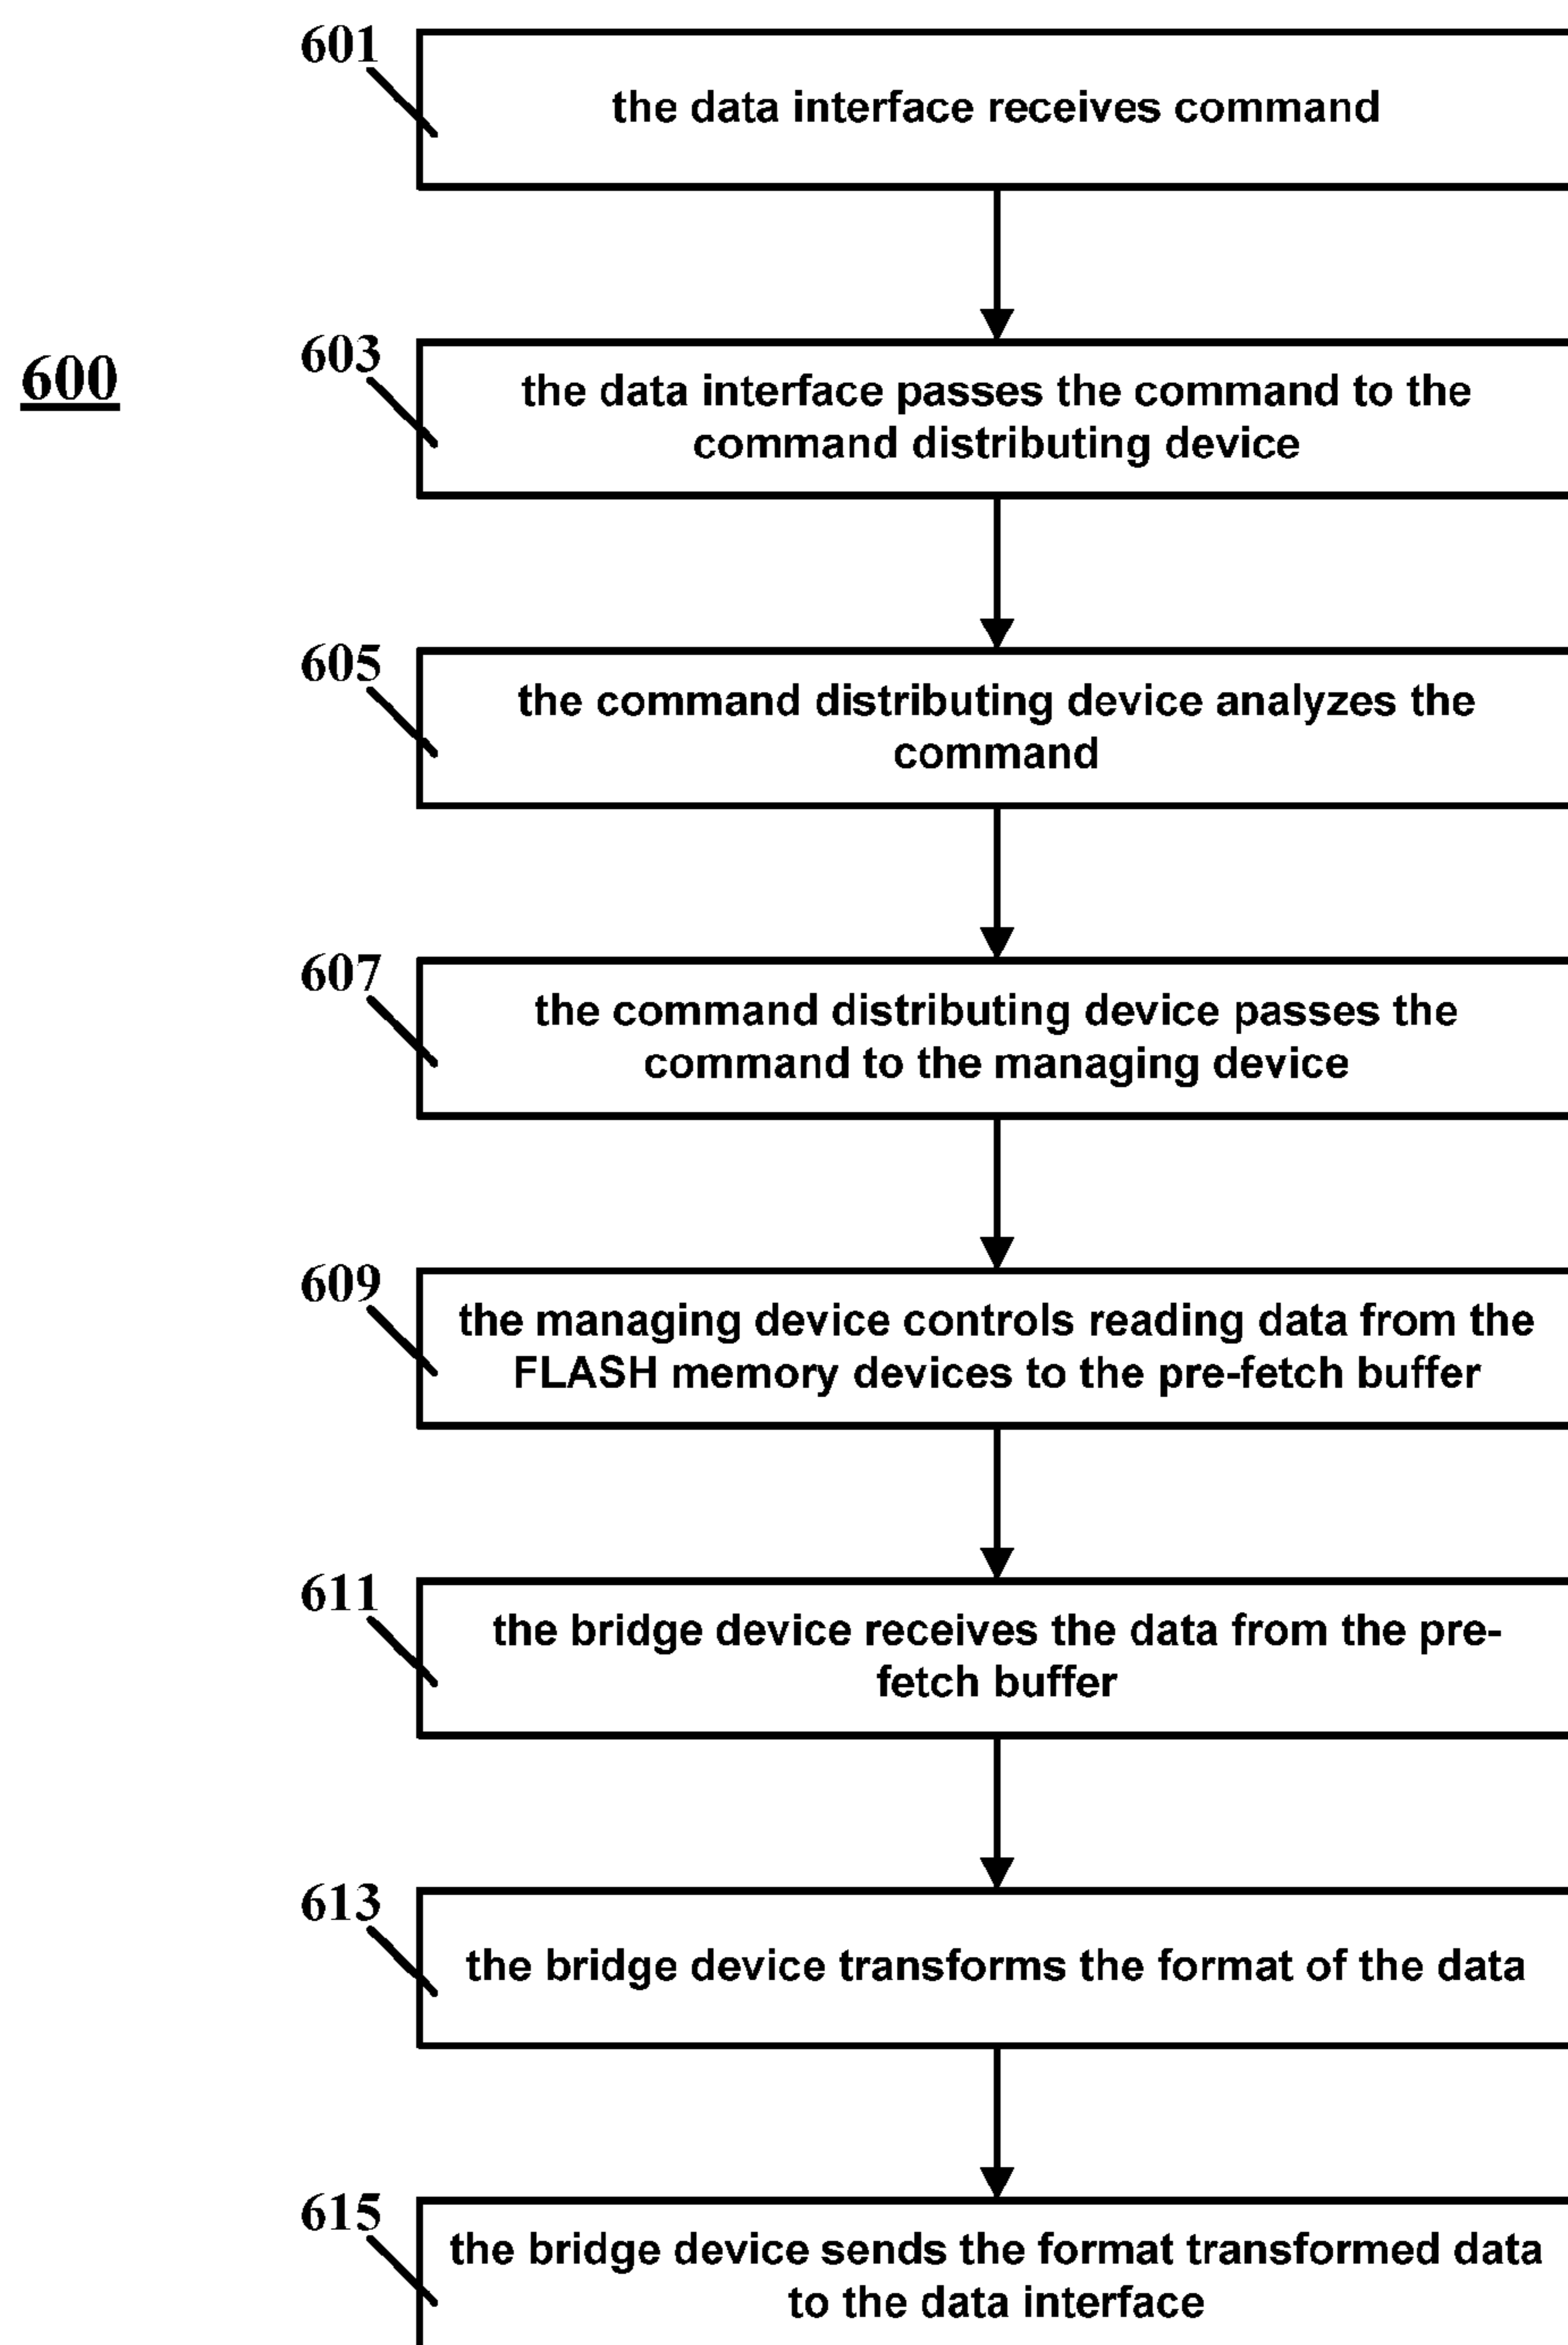 601
the data interface receives command
600
603
the data interface passes the command to the
command distributing device
605
the command distributing device analyzes the
command
607
the command distributing device passes the
command to the managing device
609
the managing device controls reading data from the
FLASH memory devices to the pre-fetch buffer
611
the bridge device receives the data from the pre-
fetch buffer
613
the bridge device transforms the format of the data
615
the bridge device sends the format transformed data
to the data interface